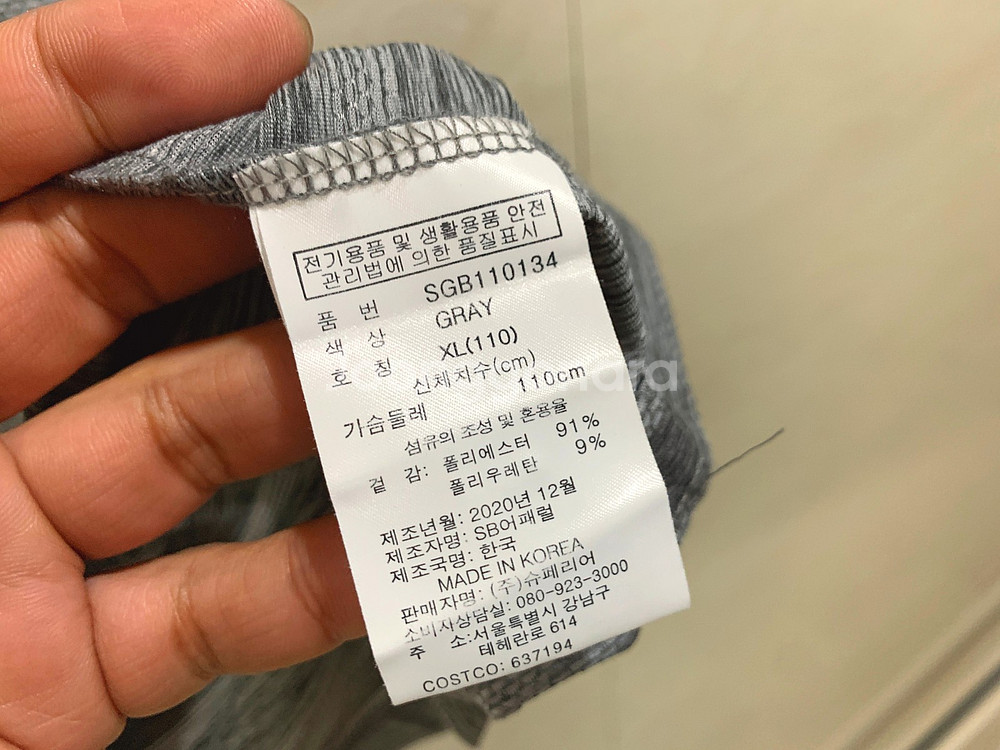 전기용품 및 생활용품 안전
관리법에 의한 품질표시
품 번 SGB110134
색 상 GRAY
호 칭 XL(110)
신체치수(cm)
가슴둘레 110cm
섬유의 조성 및 혼용율
겉 감: 폴리에스터 91%
폴리우레탄 9%
제조년월: 2020년 12월
제조자명: SB어패럴
제조국명: 한국
MADE IN KOREA
판매자명: (주)슈페리어
소비자상담실: 080-923-3000
주 소:서울특별시 강남구
테헤란로 614
COSTCO: 637194